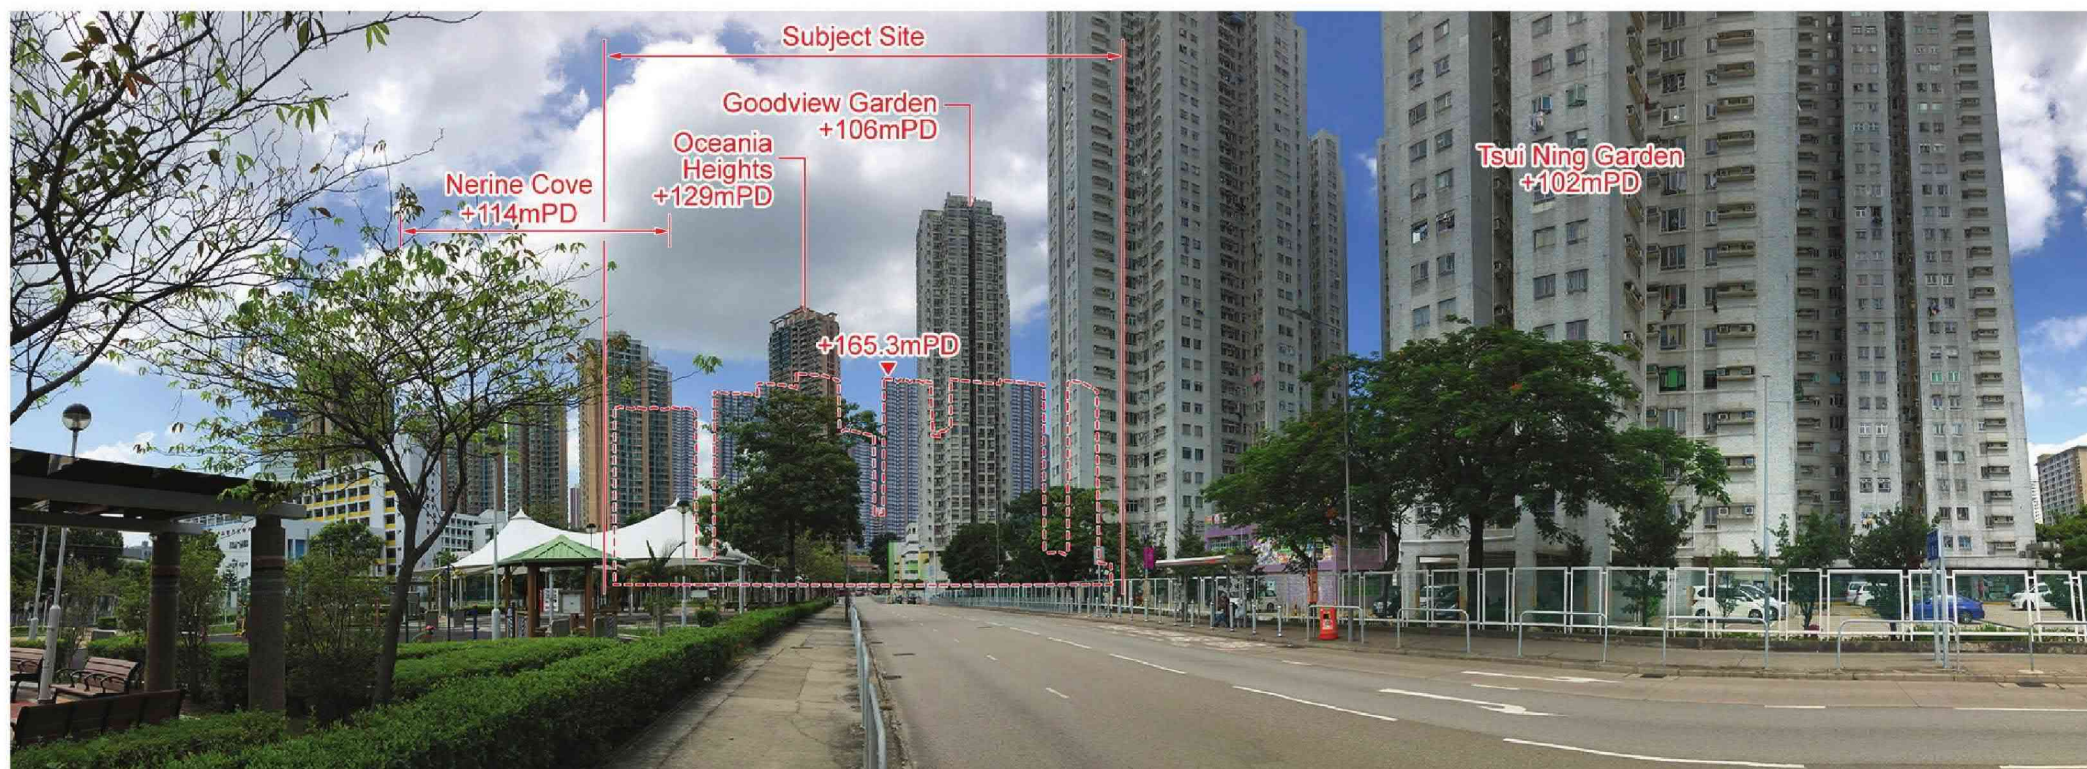 Subject Site
Goodview Garden
+106mPD
Oceania
Heights
+129mPD
Nerine Cove
+114mPD
Tsui Ning Garden
+102mPD
+165.3mPD